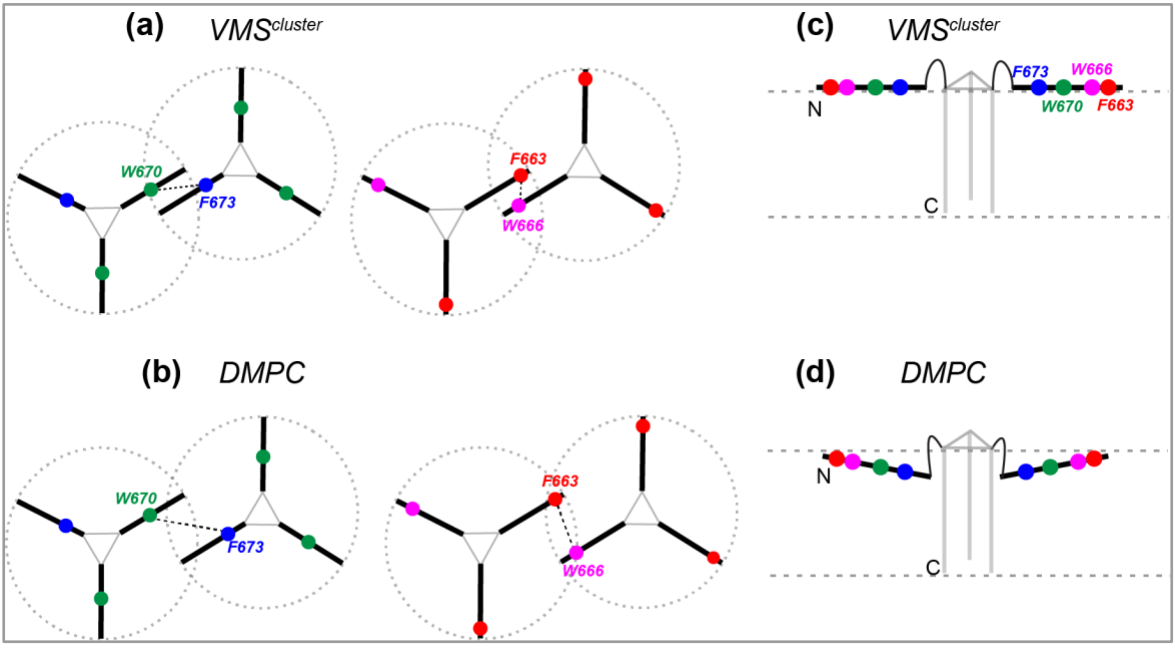 (a) VMScluster
W670
F673
F663
W666
(c) VMScluster
F673
W666
W670
F663
N
C
(b) DMPC
W670
F673
F663
W666
(d) DMPC
N
C